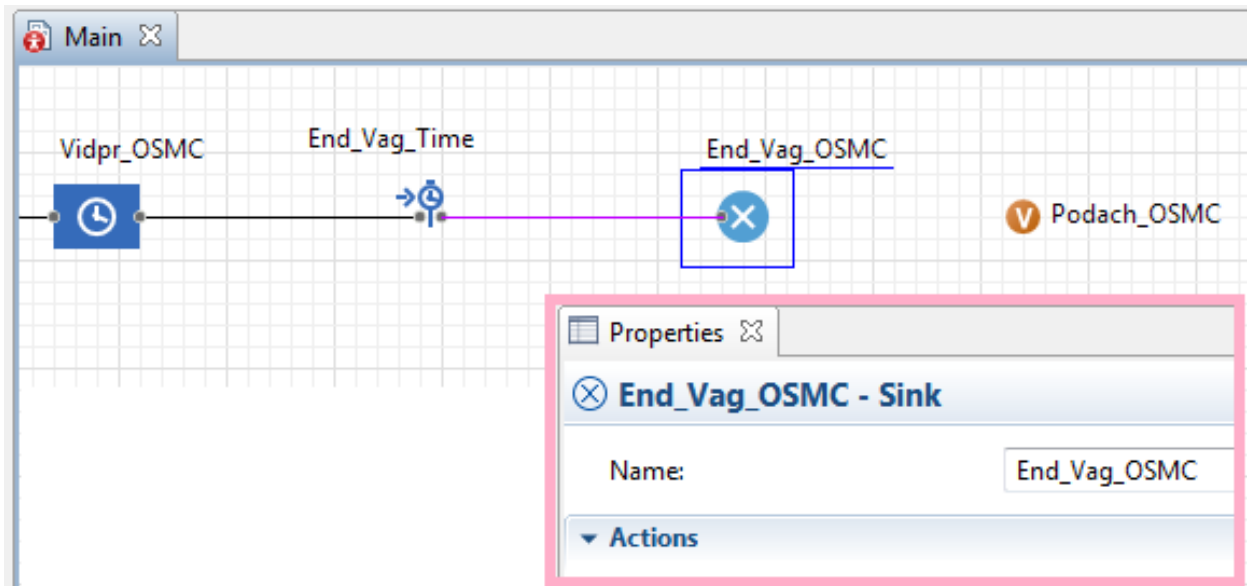 Main
Vidpr_OSMC
End_Vag_Time
End_Vag_OSMC
V
Podach_OSMC
Properties
End_Vag_OSMC - Sink
Name:
End_Vag_OSMC
Actions